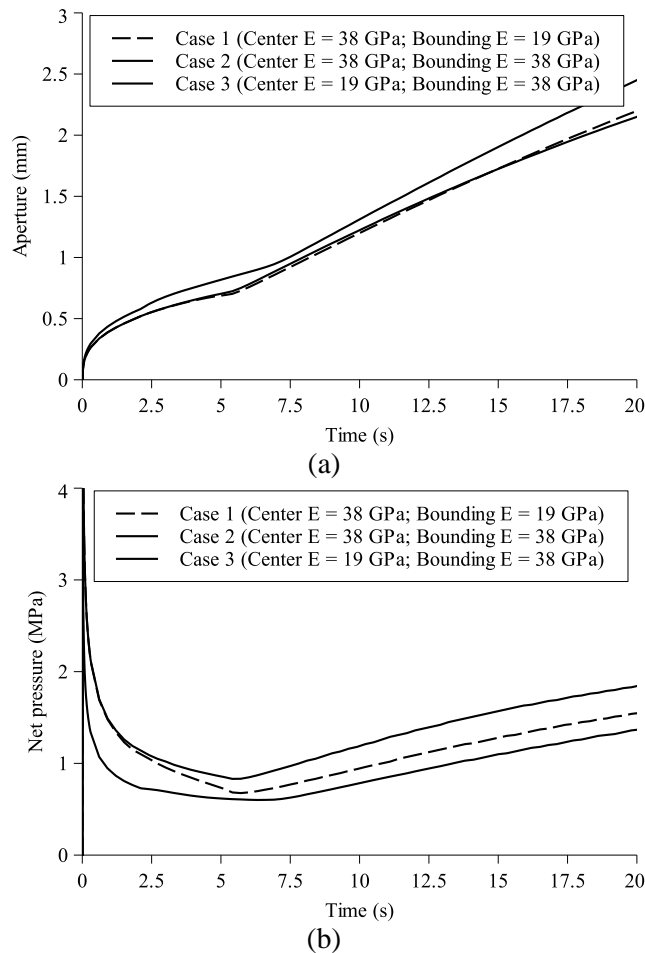 3
Case 1 (Center E = 38 GPa; Bounding E = 19 GPa)
Case 2 (Center E = 38 GPa; Bounding E = 38 GPa)
Case 3 (Center E = 19 GPa; Bounding E = 38 GPa)
2.5
2
1.5
1
0.5
0
Aperture (mm)
0 2.5 5 7.5 10 12.5 15 17.5 20
Time (s)
(a)
4
Case 1 (Center E = 38 GPa; Bounding E = 19 GPa)
Case 2 (Center E = 38 GPa; Bounding E = 38 GPa)
Case 3 (Center E = 19 GPa; Bounding E = 38 GPa)
3
2
1
0
Net pressure (MPa)
0 2.5 5 7.5 10 12.5 15 17.5 20
Time (s)
(b)